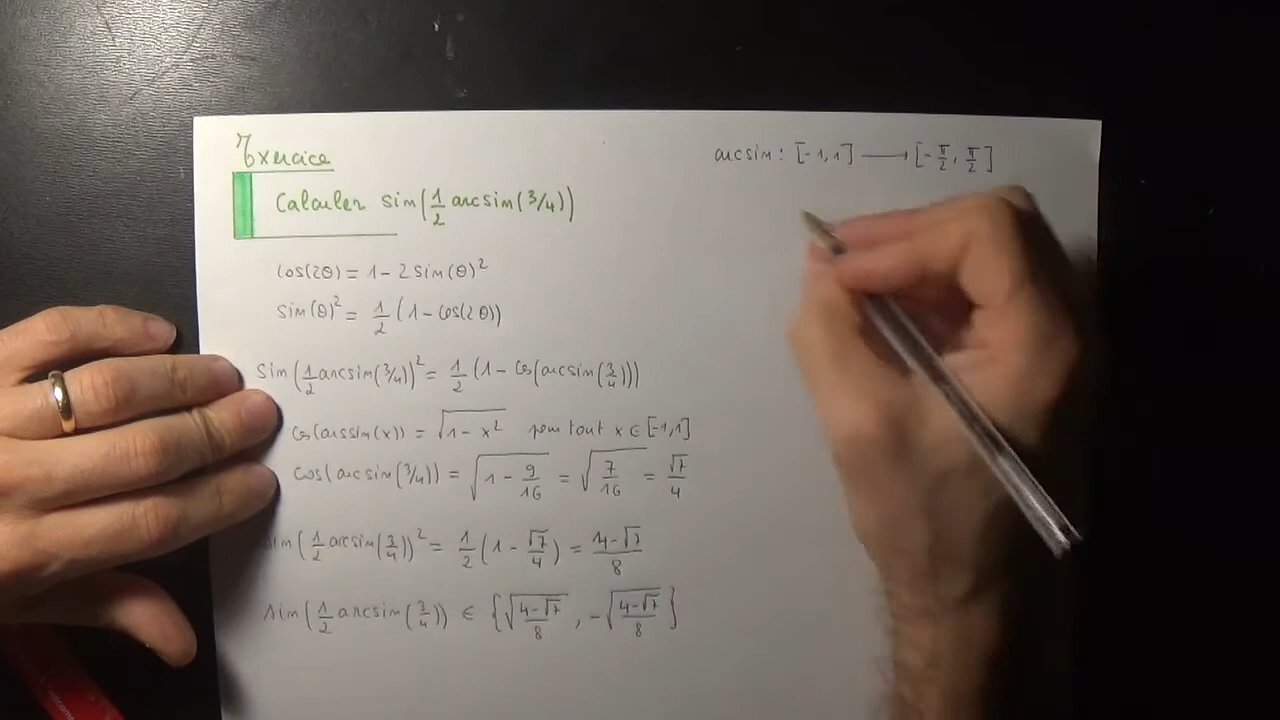 Exercice
Calculer sin(1/2 arcsin(3/4))
cos(2θ) = 1 - 2 sin(θ)²
sin(θ)² = 1/2 (1 - cos(2θ))
sin(1/2 arcsin(3/4))² = 1/2 (1 - cos(arcsin(3/4)))
cos(arssin(x)) = √(1 - x²) pour tout x ∈ [-1,1]
cos(arcsin(3/4)) = √(1 - 9/16) = √(7/16) = √7/4
sin(1/2 arcsin(3/4))² = 1/2 (1 - √7/4) = (4-√7)/8
sin(1/2 arcsin(3/4)) ∈ {√((4-√7)/8), -√((4-√7)/8)}
arcsin : [-1,1] ⟶ [-π/2, π/2]